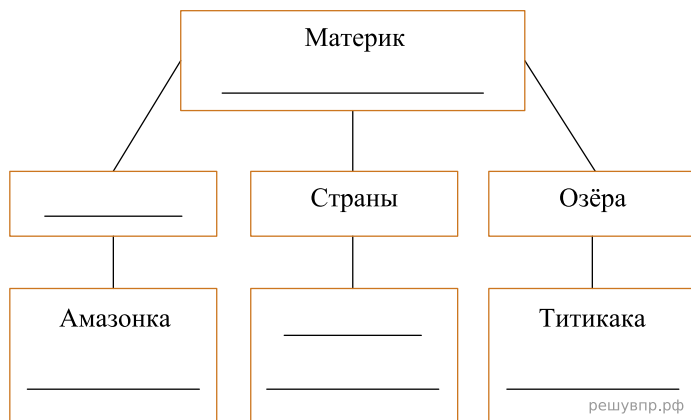 Материк
Страны
Озёра
Амазонка
Титикака
решувпр.рф